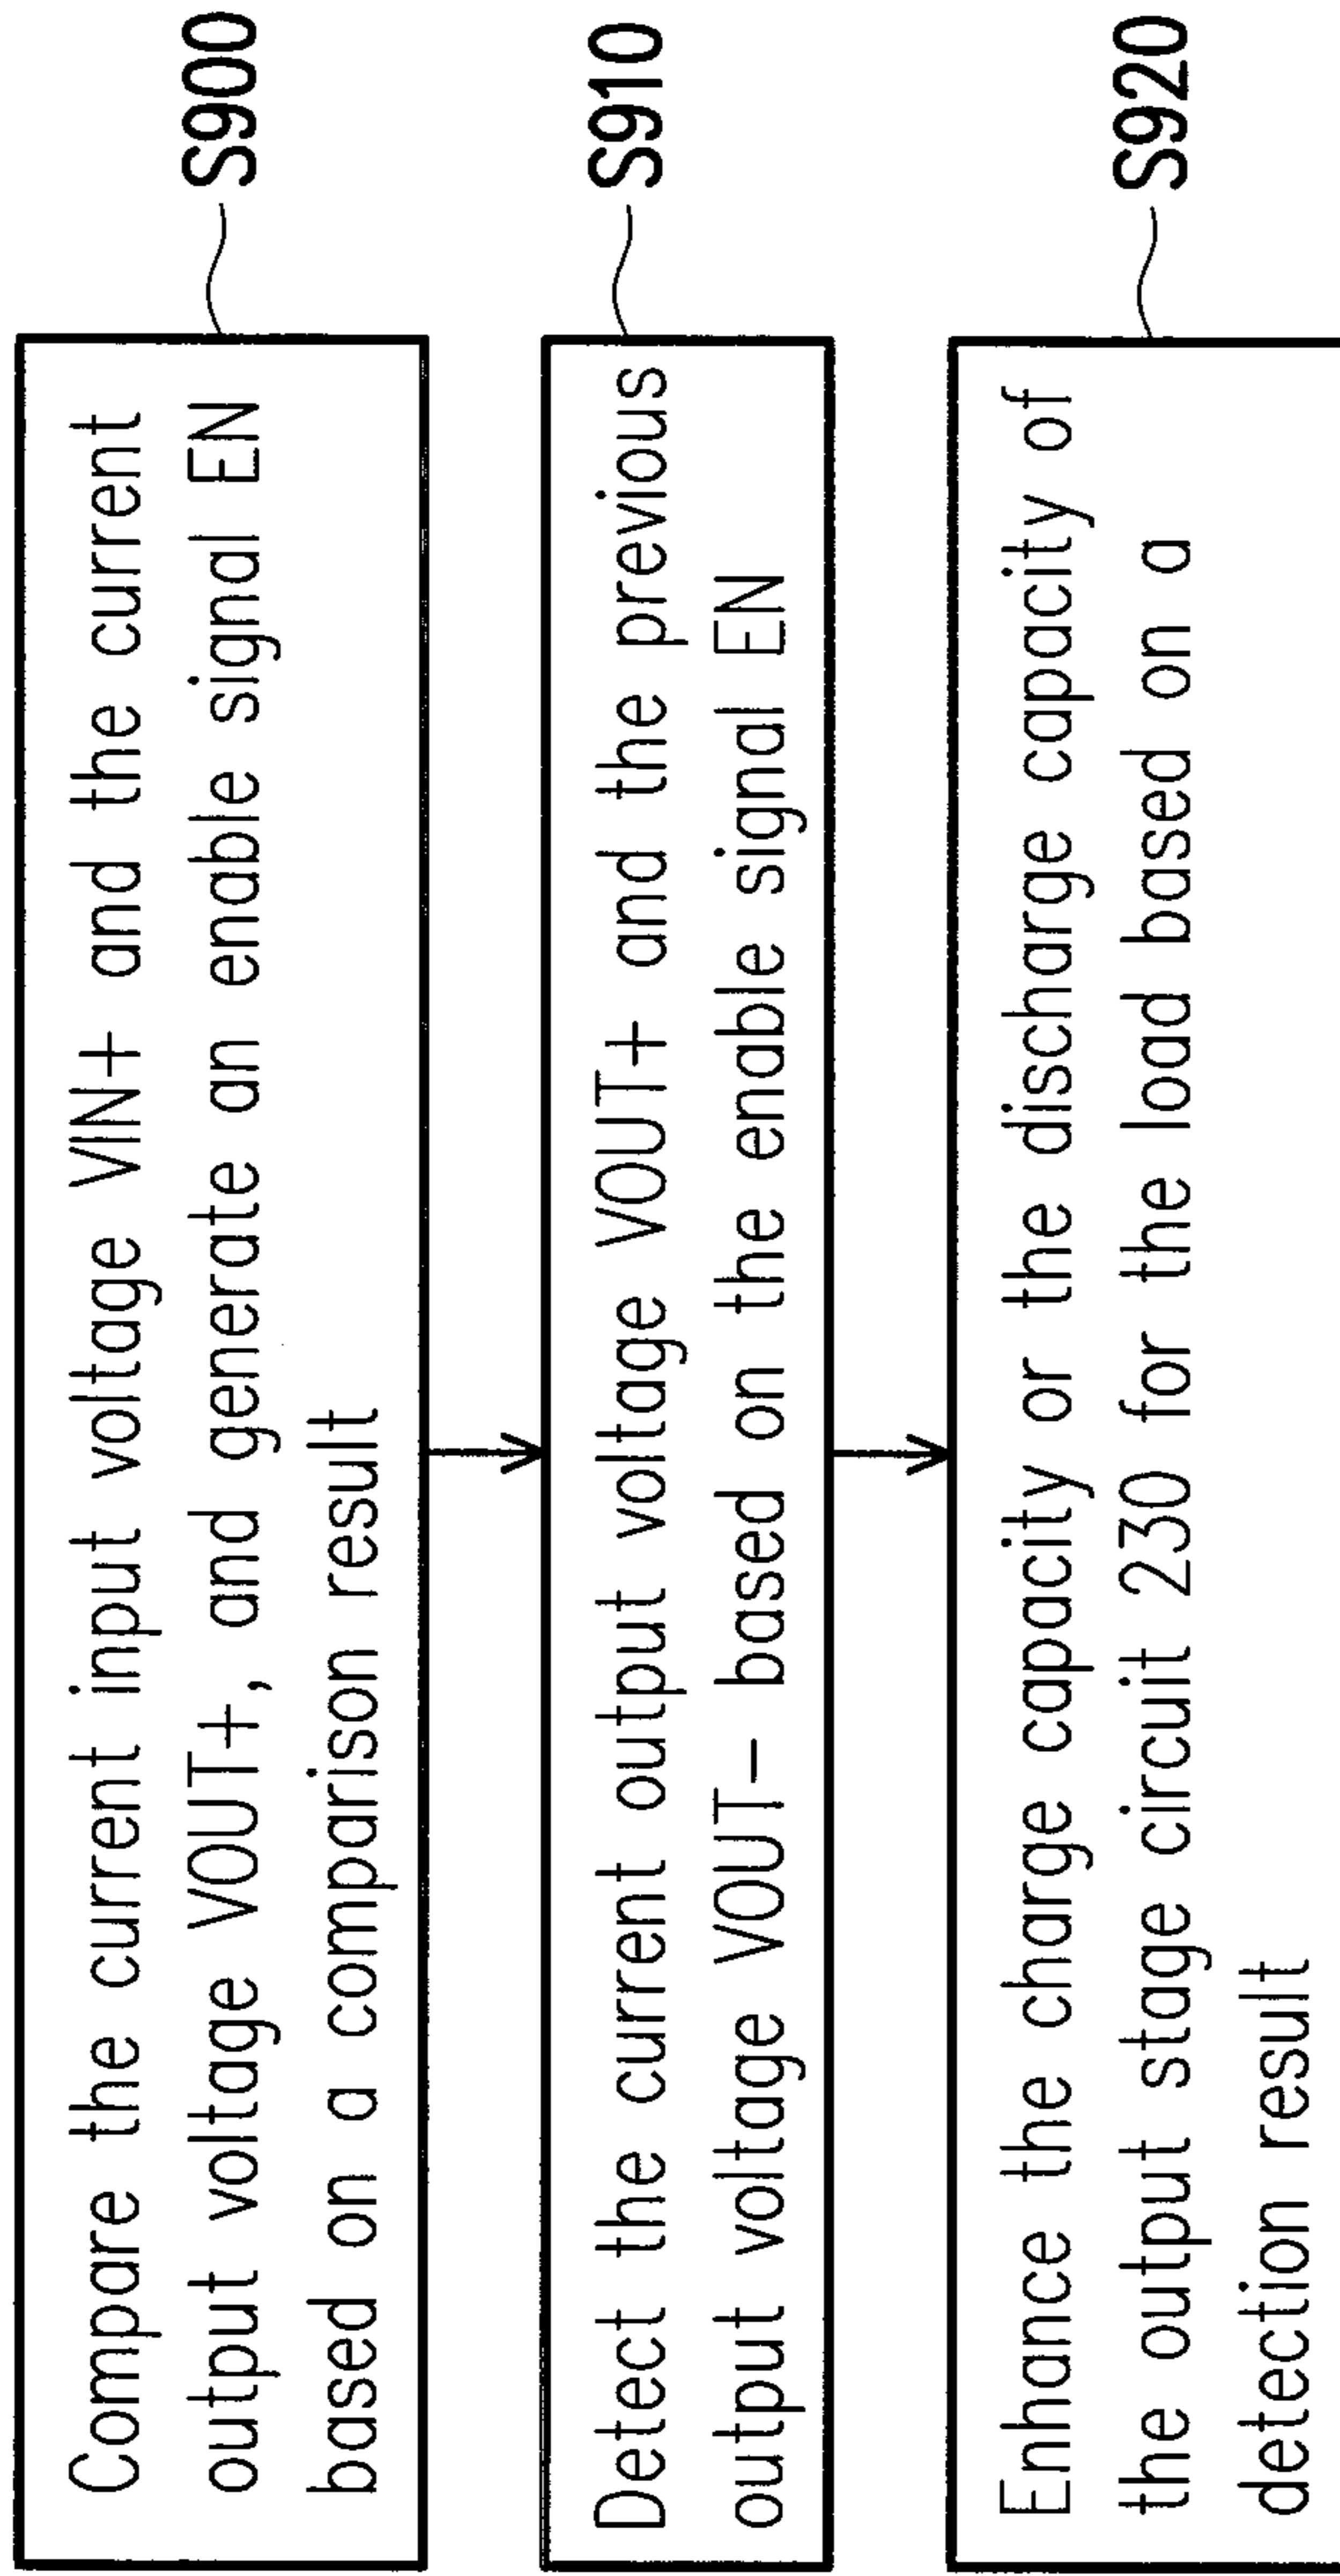 Compare the current input voltage VIN+ and the current
output voltage VOUT+, and generate an enable signal EN
based on a comparison result
S900
Detect the current output voltage VOUT+ and the previous
output voltage VOUT- based on the enable signal EN
S910
Enhance the charge capacity or the discharge capacity of
the output stage circuit 230 for the load based on a
detection result
S920